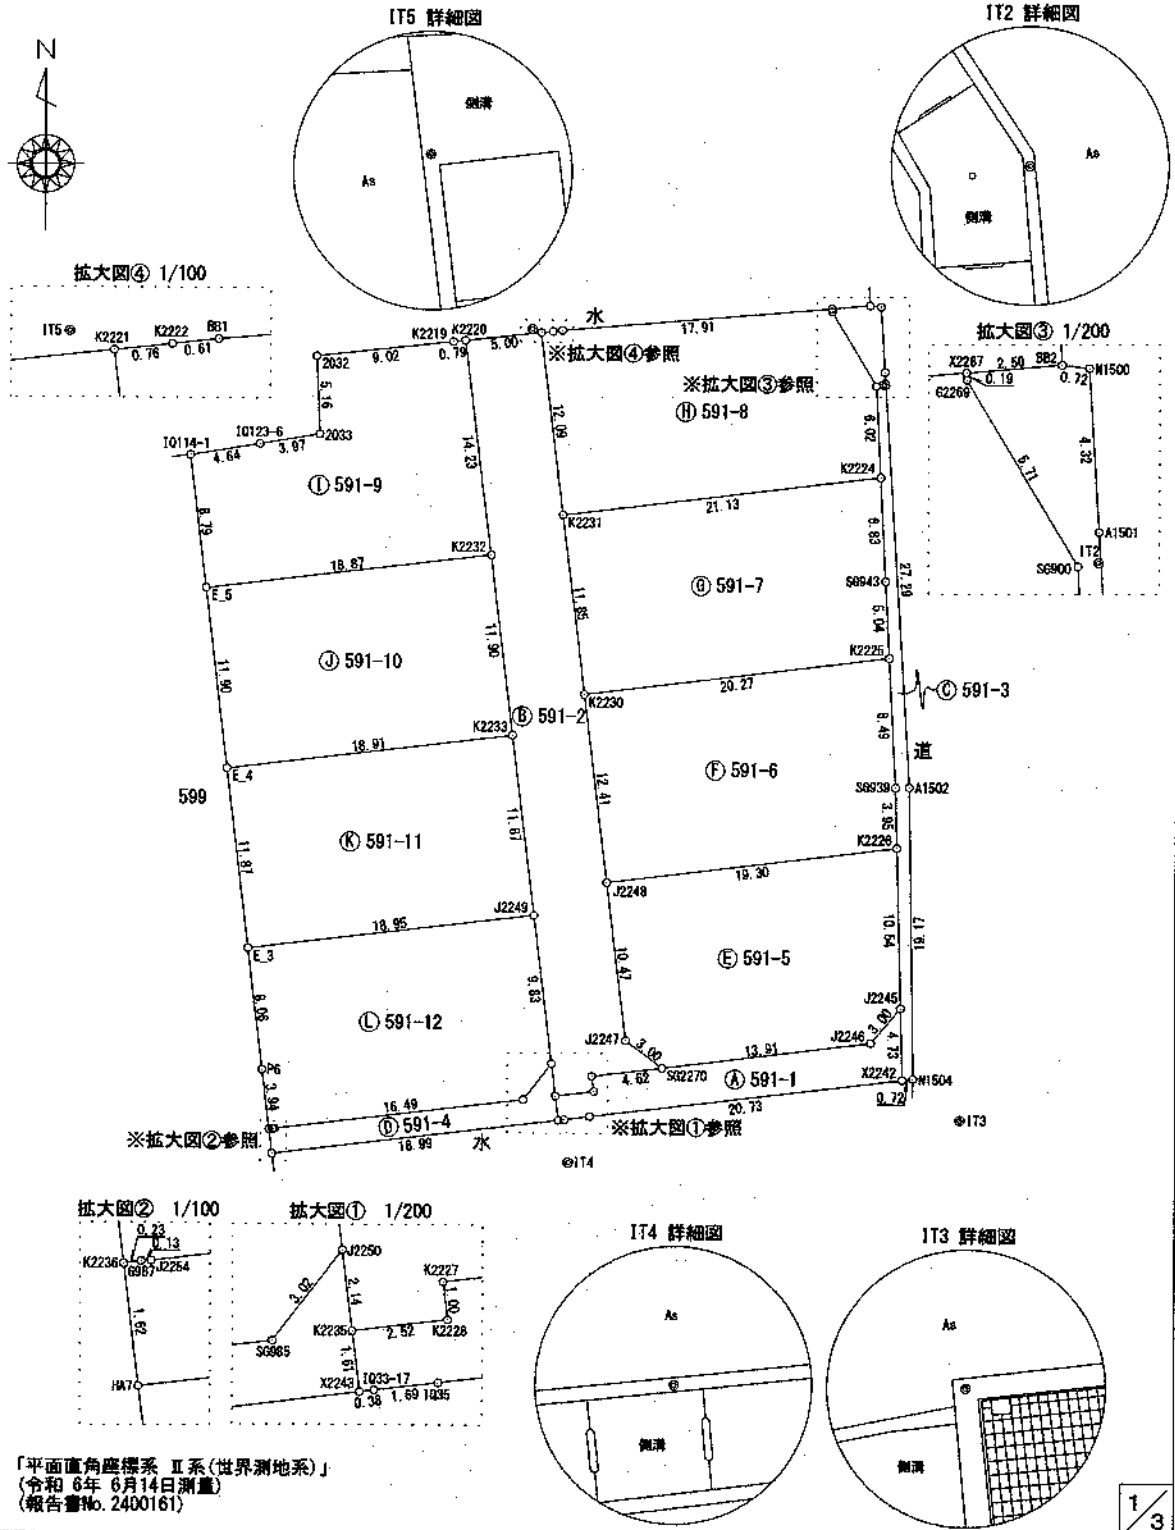 IT5 詳細図
IT2 詳細図
N
側溝
As
As
側溝
拡大図④ 1/100
IT5
K2221
K2222
BB1
0.76
0.61
拡大図③ 1/200
X2267
2.50
BB2
N1500
0.19
0.72
G2269
5.71
4.32
A1501
IT2
SG900
水
17.91
K2219
K2220
9.02
0.79
5.00
※拡大図④参照
※拡大図③参照
2032
5.16
2033
IQ114-1
IQ123-6
4.64
3.97
14.23
12.09
Ⓗ 591-8
6.02
K2224
Ⓘ 591-9
8.79
K2231
21.13
6.83
K2232
18.87
E_5
27.29
SG943
Ⓖ 591-7
11.85
5.04
11.90
Ⓙ 591-10
11.90
K2225
20.27
K2230
Ⓒ 591-3
K2233
Ⓑ 591-2
8.49
18.91
E_4
道
599
Ⓕ 591-6
12.41
SG939
A1502
11.87
3.95
Ⓚ 591-11
11.87
K2226
19.30
J2248
J2249
18.95
E_3
19.17
10.54
Ⓔ 591-5
10.47
9.83
8.06
Ⓛ 591-12
J2245
3.00
J2247
3.00
J2246
13.91
4.73
P6
4.62
SG2270
Ⓐ 591-1
X2242
N1504
3.94
16.49
20.73
0.72
Ⓓ 591-4
※拡大図②参照
18.99
水
※拡大図①参照
IT3
IT4
拡大図② 1/100
0.23
0.13
K2236
G987
J2254
1.62
HA7
拡大図① 1/200
J2250
3.02
2.14
K2227
1.00
K2235
2.52
K2228
SG985
1.61
X2243
IQ33-17
0.38
1.69
IQ35
IT4 詳細図
As
側溝
IT3 詳細図
As
側溝
「平面直角座標系 Ⅱ系(世界測地系)」
(令和 6年 6月14日測量)
(報告書No.2400161)
1/3